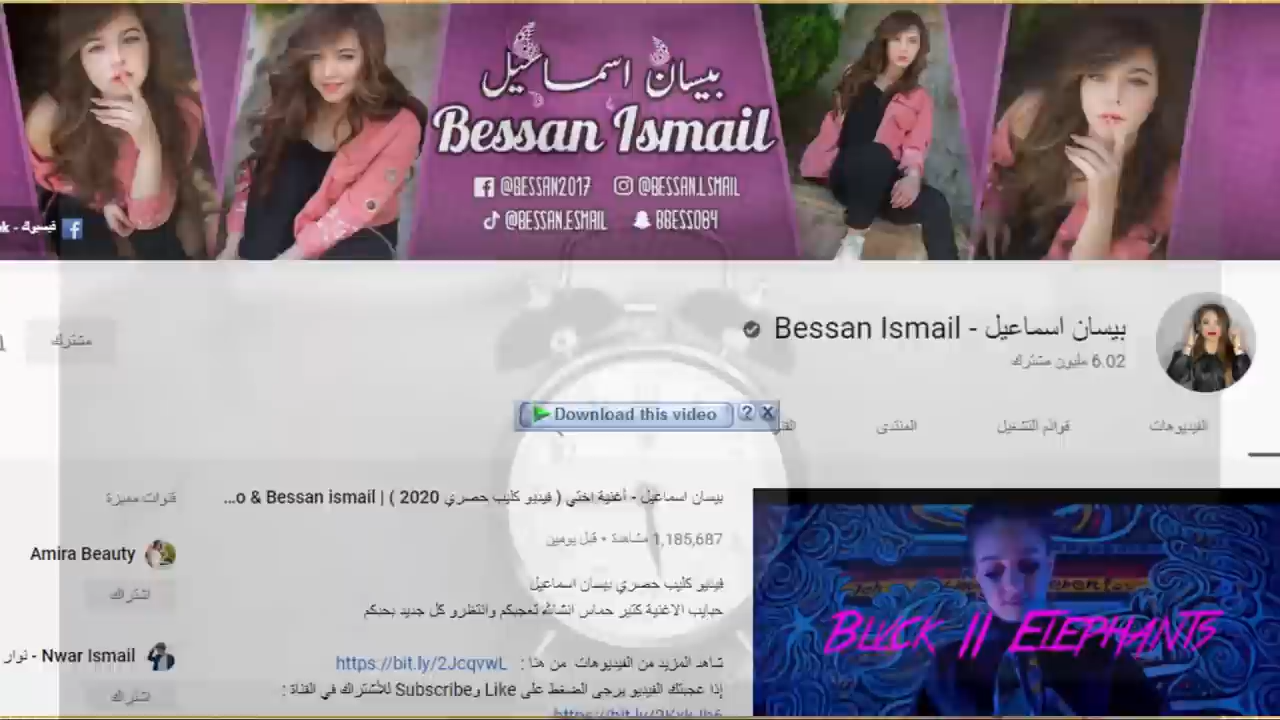 بيسان اسماعيل
Bessan Ismail
@BESSAN2017 @BESSAN.I.SMAIL
@BESSAN.ESMAIL BBESS084
فيسبوك -
Bessan Ismail - بيسان اسماعيل
6.02 مليون مشترك
مشترك
Download this video ? X
الفيديوهات قوائم التشغيل المنتدى
بيسان اسماعيل - أغنية اختي ( فيديو كليب حصري 2020 ) | o & Bessan ismail...
قنوات مميزة
1,185,687 مشاهدة • قبل يومين
Amira Beauty
اشتراك
فيديو كليب حصري بيسان اسماعيل
حبايب الاغنية كتير حماس انشالله تعجبكم وانتظرو كل جديد بحبكم
BLACK II ELEPHANTS
Nwar Ismail - نوار
اشتراك
شاهد المزيد من الفيديوهات من هنا : https://bit.ly/2JcqvwL
إذا عجبتك الفيديو يرجى الضغط على Like وSubscribe للأشتراك في القناة :